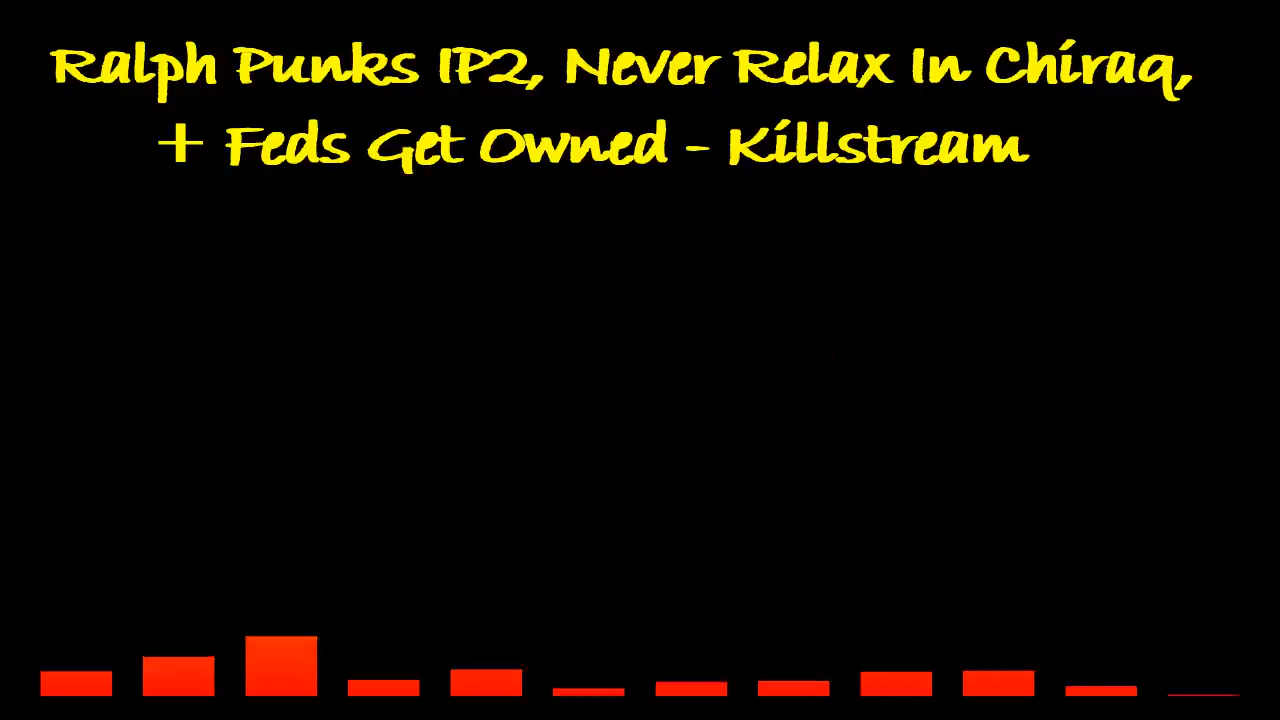 Ralph Punks IP2, Never Relax In Chiraq,
+ Feds Get Owned - Killstream